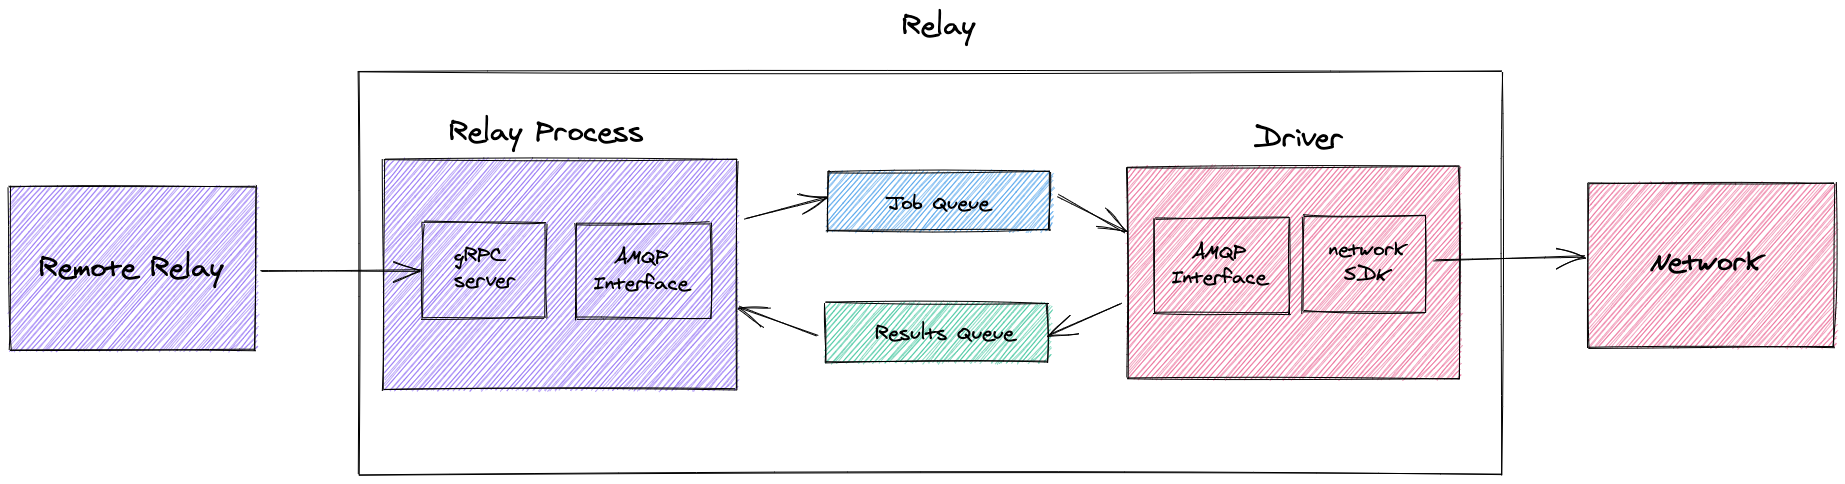 Relay
Relay Process
Driver
Remote Relay
gRPC
server
AMQP
Interface
Job Queue
Results Queue
AMQP
Interface
network
SDK
Network